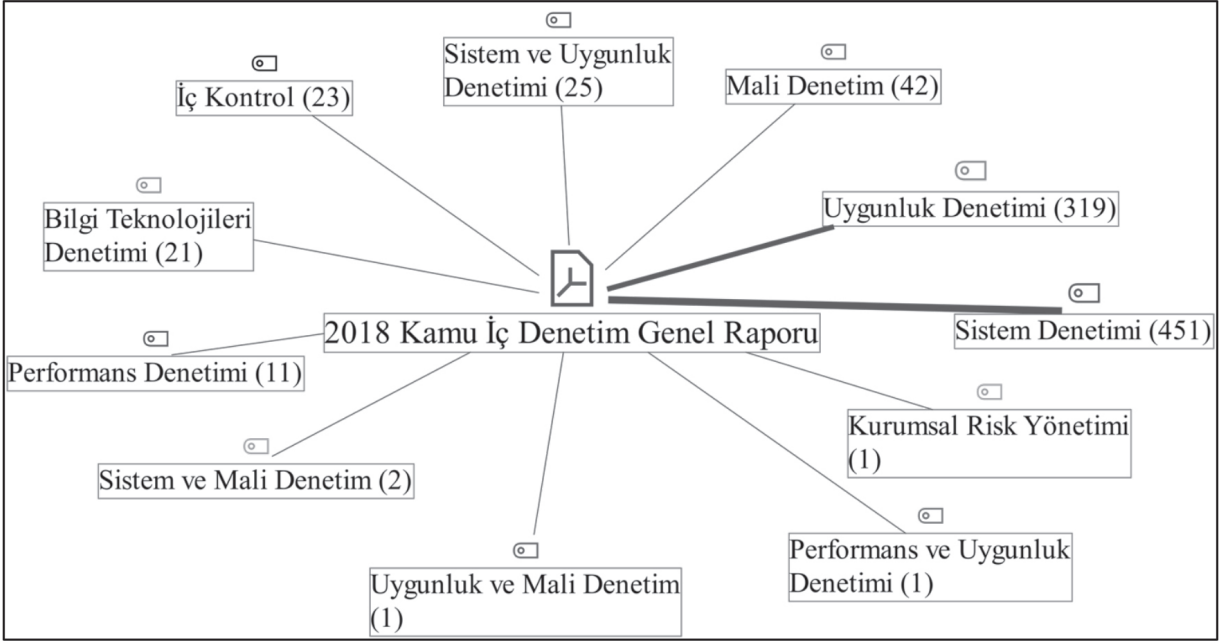 Sistem ve Uygunluk
Denetimi (25)
Mali Denetim (42)
İç Kontrol (23)
Uygunluk Denetimi (319)
Bilgi Teknolojileri
Denetimi (21)
2018 Kamu İç Denetim Genel Raporu
Sistem Denetimi (451)
Performans Denetimi (11)
Kurumsal Risk Yönetimi
(1)
Sistem ve Mali Denetim (2)
Performans ve Uygunluk
Denetimi (1)
Uygunluk ve Mali Denetim
(1)